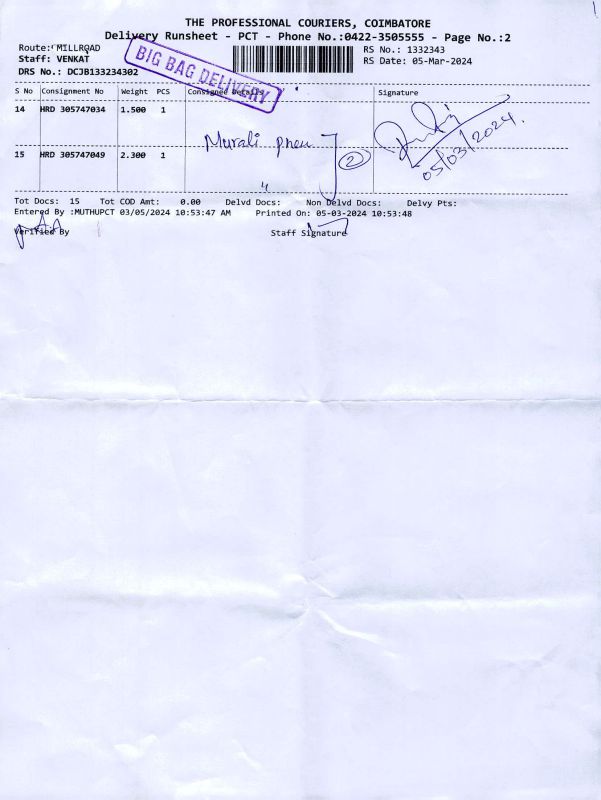 THE PROFESSIONAL COURIERS, COIMBATORE
Delivery Runsheet - PCT - Phone No.:0422-3505555 - Page No.:2
Route: MILLROAD
RS No.: 1332343
Staff: VENKAT
RS Date: 05-Mar-2024
DRS No.: DCJB133234302
BIG BAG DELIVERY
S No Consignment No Weight PCS Consignee Details Signature
14 HRD 305747034 1.500 1
Murali pneu
05/03/2024.
15 HRD 305747049 2.300 1
2
Tot Docs: 15 Tot COD Amt: 0.00 Delvd Docs: Non Delvd Docs: Delvy Pts:
Entered By :MUTHUPCT 03/05/2024 10:53:47 AM Printed On: 05-03-2024 10:53:48
Verified By Staff Signature